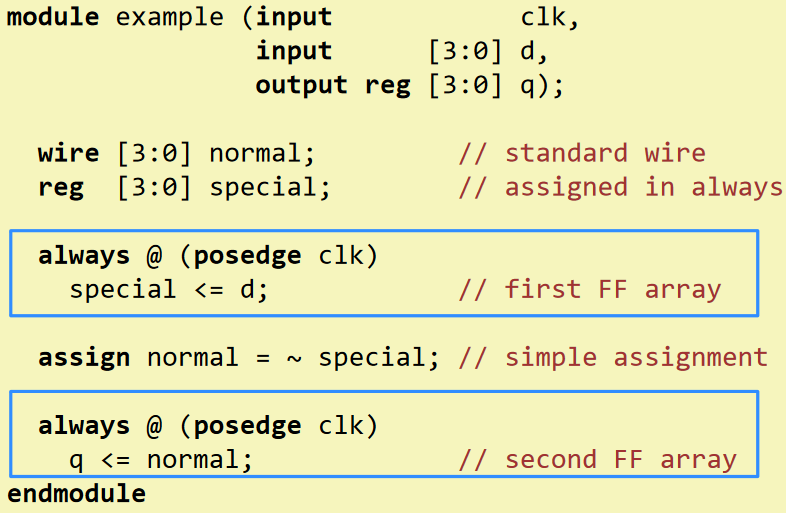 module example (input            clk,
                input      [3:0] d,
                output reg [3:0] q);
  wire [3:0] normal;         // standard wire
  reg  [3:0] special;        // assigned in always
  always @ (posedge clk)
    special <= d;            // first FF array
  assign normal = ~ special; // simple assignment
  always @ (posedge clk)
    q <= normal;             // second FF array
endmodule